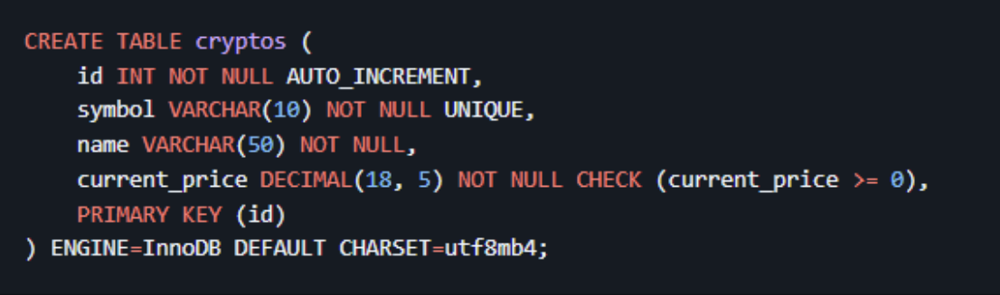 CREATE TABLE cryptos (
    id INT NOT NULL AUTO_INCREMENT,
    symbol VARCHAR(10) NOT NULL UNIQUE,
    name VARCHAR(50) NOT NULL,
    current_price DECIMAL(18, 5) NOT NULL CHECK (current_price >= 0),
    PRIMARY KEY (id)
) ENGINE=InnoDB DEFAULT CHARSET=utf8mb4;